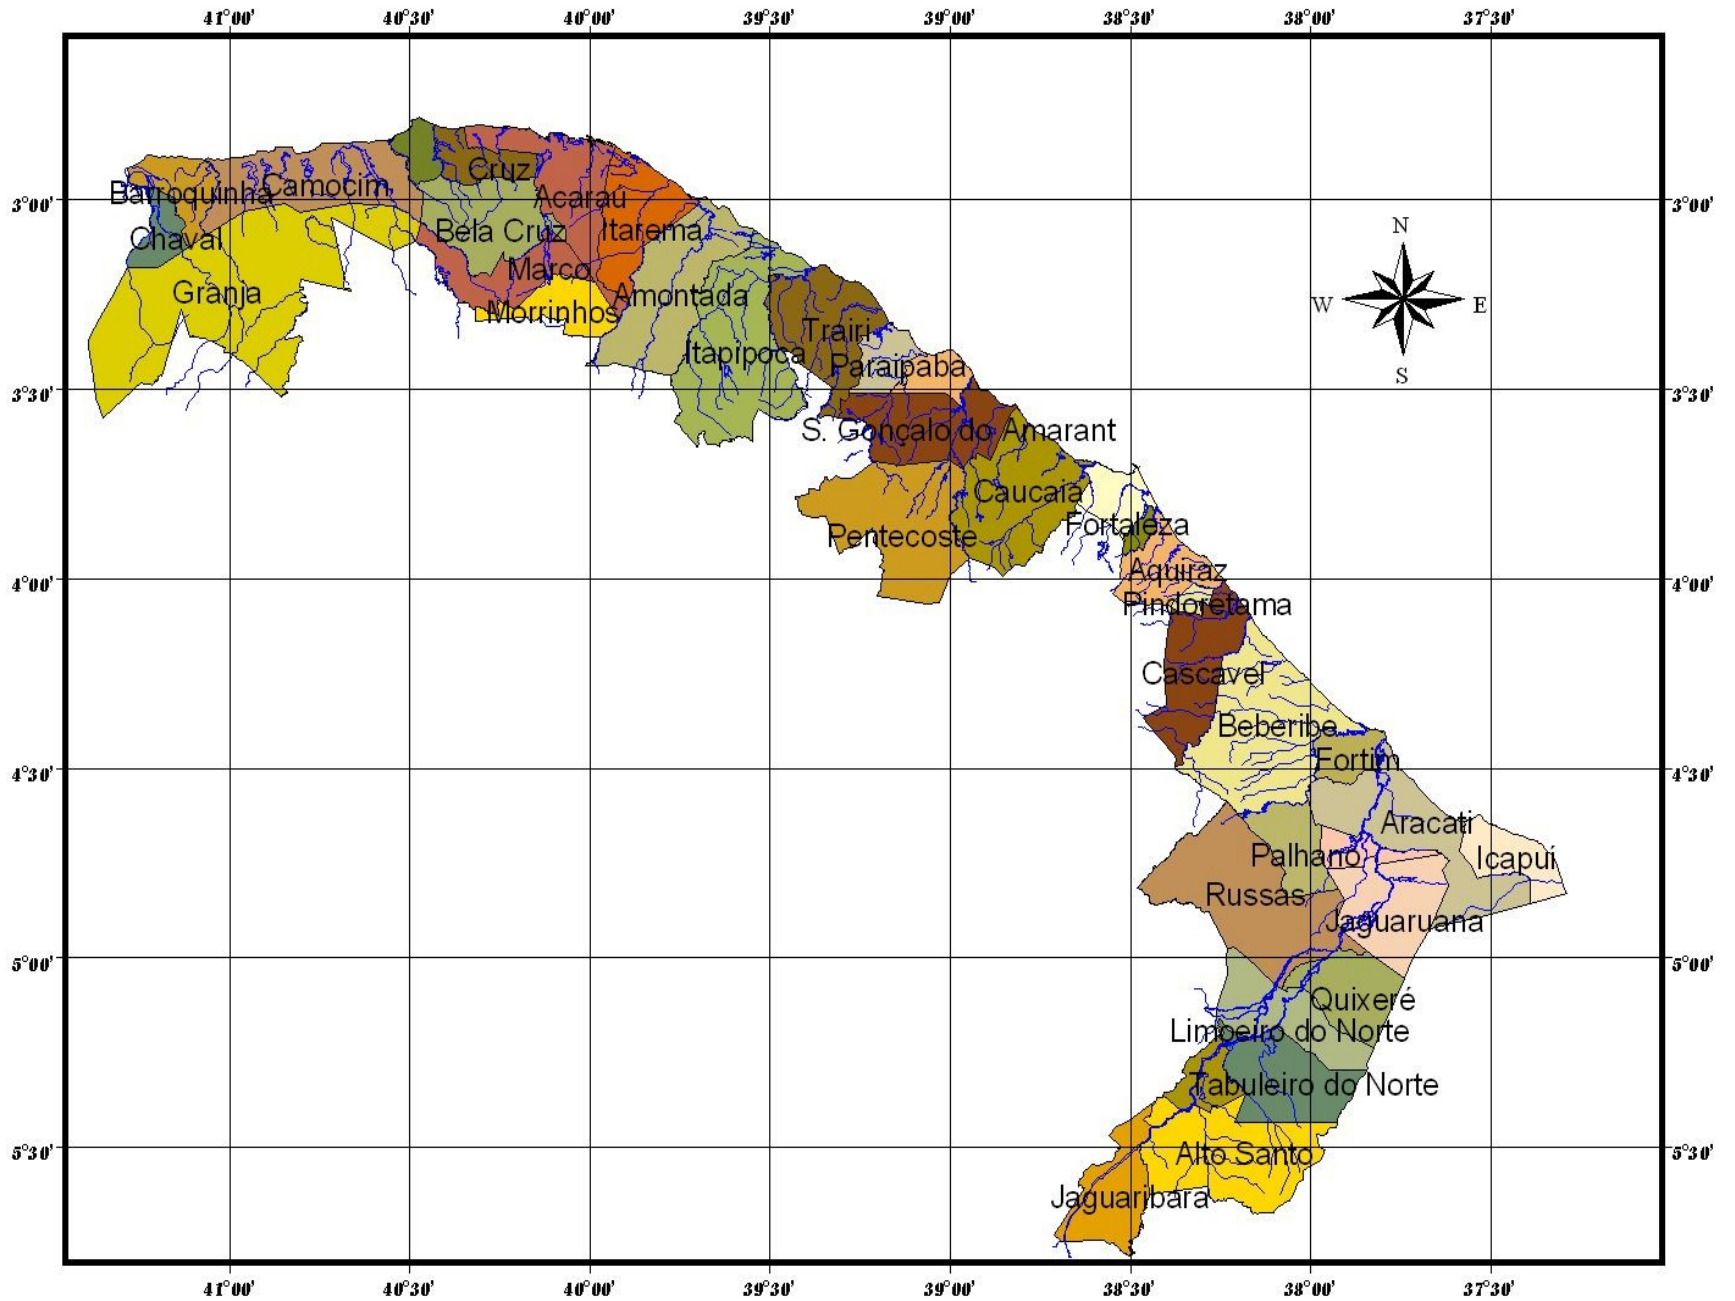 41°00' 40°30' 40°00' 39°30' 39°00' 38°30' 38°00' 37°30'
Cruz
Barroquinha
Camocim
Acaraú
3°00' 3°00'
N
Bela Cruz
Itarema
Chaval
Marco
Granja
Amontada
W E
Morrinhos
Trairi
Itapipoca
Paraipaba
S
3°30' 3°30'
S. Gonçalo do Amarant
Caucaia
Fortaleza
Pentecoste
Aquiraz
4°00' 4°00'
Pindoretama
Cascavel
Beberibe
Fortim
4°30' 4°30'
Aracati
Palhano
Icapuí
Russas
Jaguaruana
5°00' 5°00'
Quixeré
Limoeiro do Norte
Tabuleiro do Norte
5°30' 5°30'
Alto Santo
Jaguaribara
41°00' 40°30' 40°00' 39°30' 39°00' 38°30' 38°00' 37°30'